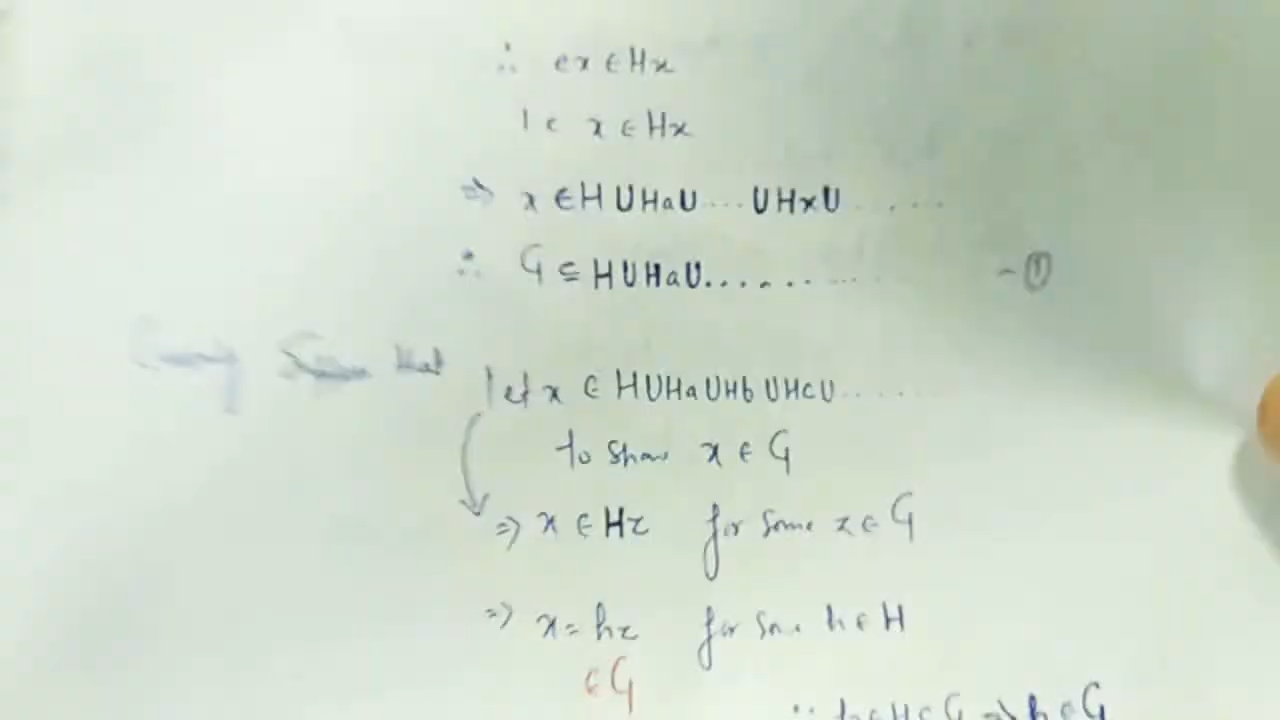 ∴ ex ∈ Hx
ie x ∈ Hx
⇒ x ∈ H U Ha U .... U Hx U .....
∴ G ⊆ H U Ha U .......... - ①
let x ∈ H U Ha U Hb U Hc U .....
to show x ∈ G
⇒ x ∈ Hz for some z ∈ G
⇒ x = hz for some h ∈ H
∈ G
∵ h ∈ H ⊆ G ⇒ h ∈ G